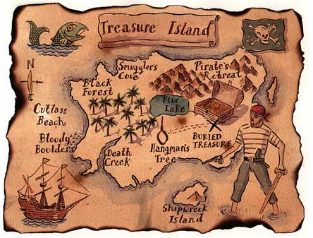 Treasure Island
Smugglers
Cove
Pirate's
Retreat
Black
Forest
N
Blue
Lake
Cutlass
Beach
Bloody
Boulders
BURIED
TREASURE
Hangman's
Tree
Death
Creek
Shipwreck
Island